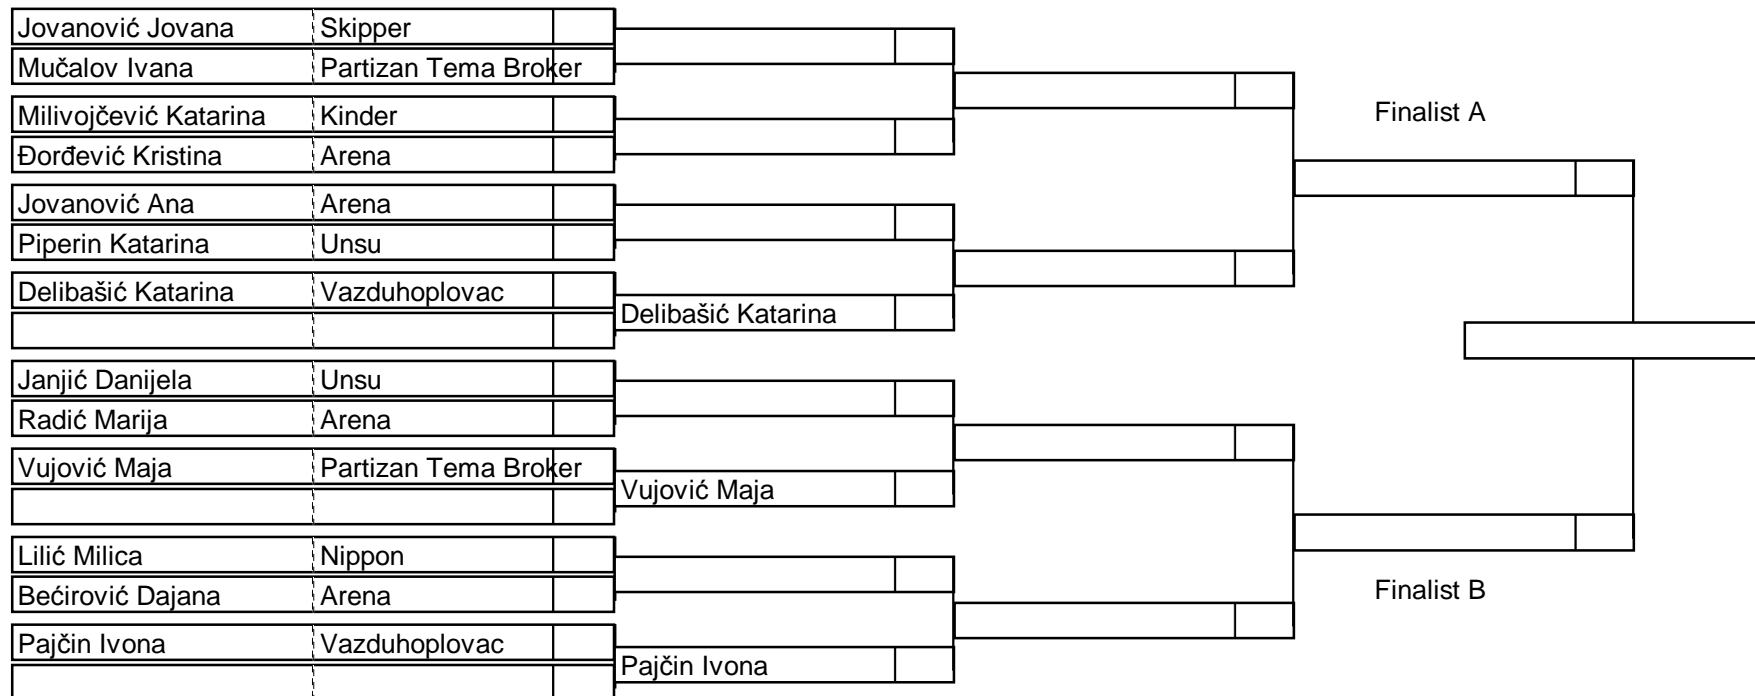 Jovanović Jovana Skipper
Mučalov Ivana Partizan Tema Broker
Milivojčević Katarina Kinder
Finalist A
Đorđević Kristina Arena
Jovanović Ana Arena
Piperin Katarina Unsu
Delibašić Katarina Vazduhoplovac
Delibašić Katarina
Janjić Danijela Unsu
Radić Marija Arena
Vujović Maja Partizan Tema Broker
Vujović Maja
Lilić Milica Nippon
Bećirović Dajana Arena
Finalist B
Pajčin Ivona Vazduhoplovac
Pajčin Ivona